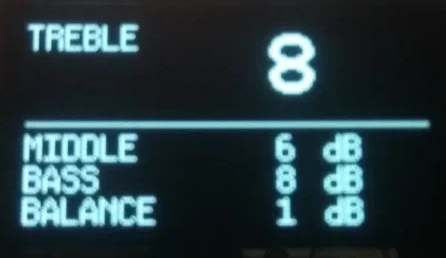 TREBLE 8
MIDDLE 6 dB
BASS 8 dB
BALANCE 1 dB